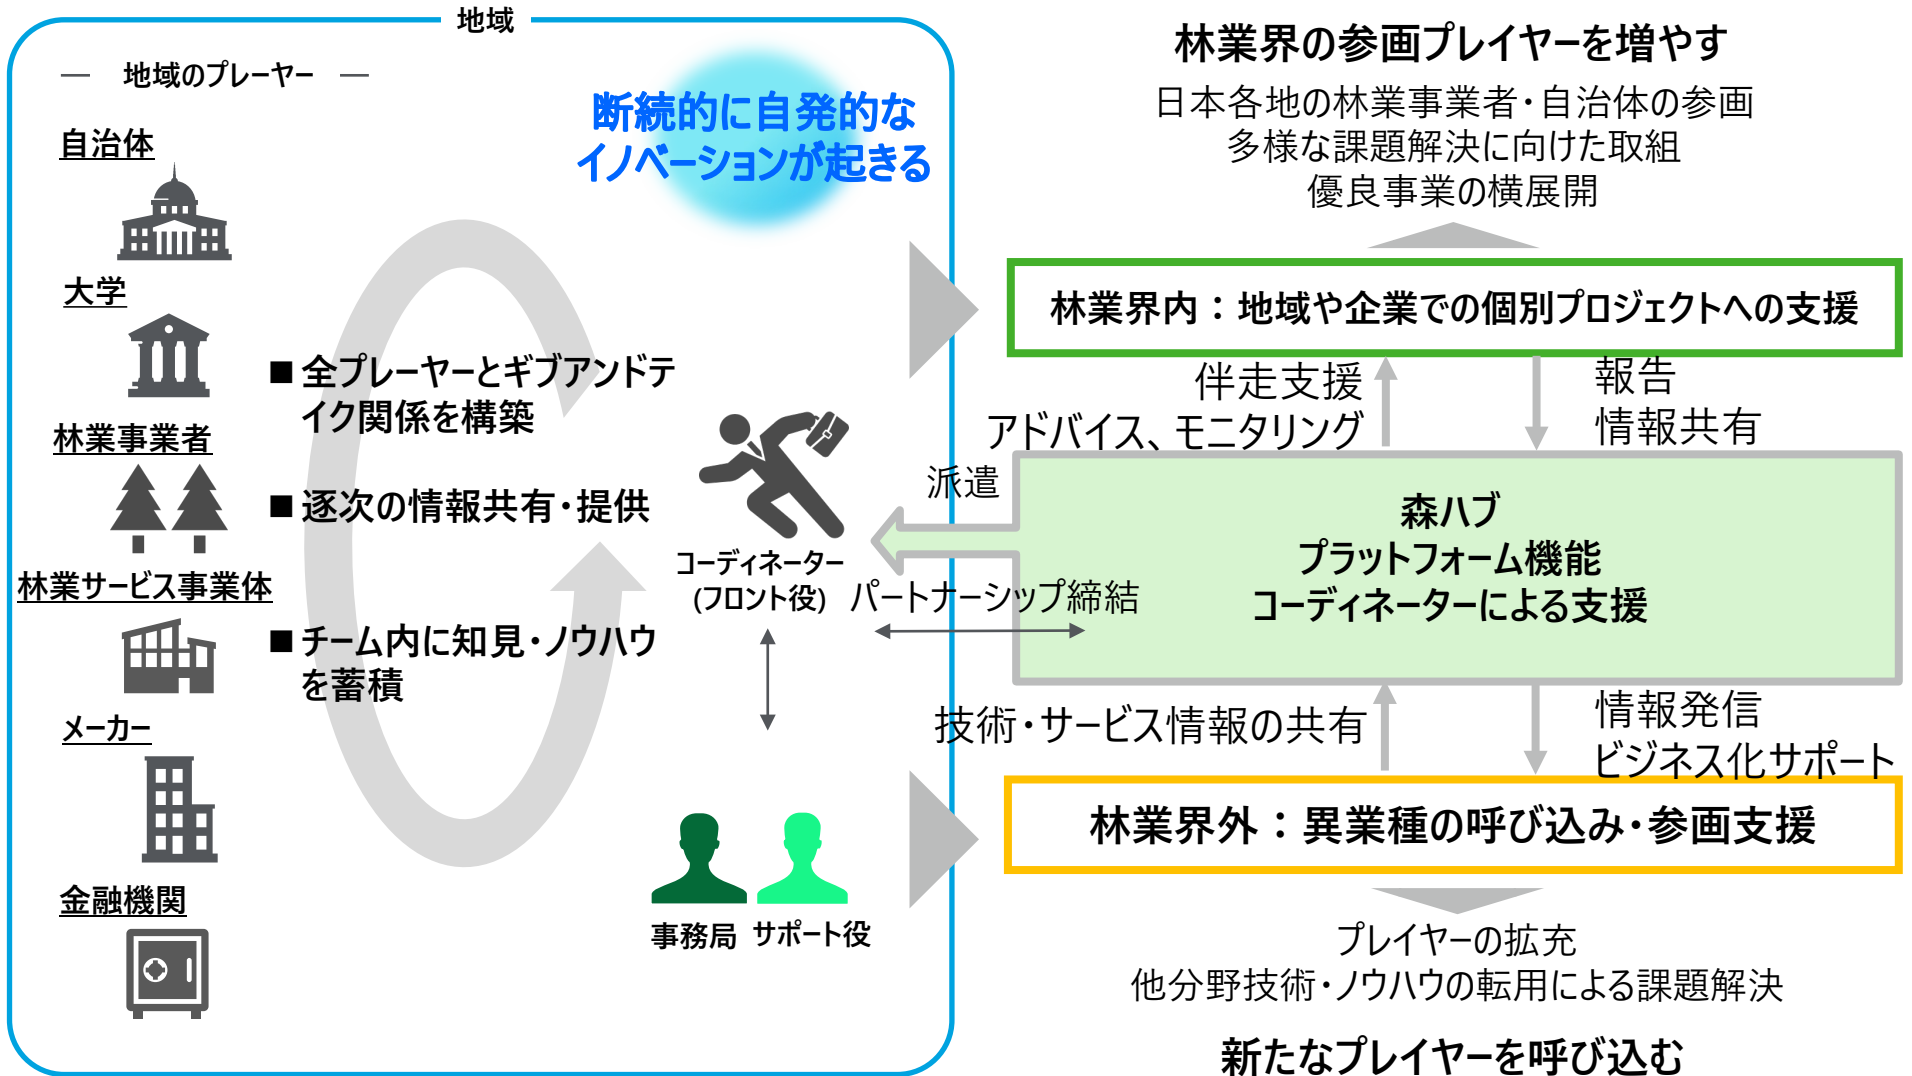 地域
地域のプレーヤー
自治体
大学
林業事業者
林業サービス事業体
メーカー
金融機関
断続的に自発的な
イノベーションが起きる
■ 全プレーヤーとギブアンドテ
イク関係を構築
■ 逐次の情報共有・提供
■ チーム内に知見・ノウハウ
を蓄積
コーディネーター
(フロント役)
事務局
サポート役
派遣
パートナーシップ締結
林業界の参画プレイヤーを増やす
日本各地の林業事業者・自治体の参画
多様な課題解決に向けた取組
優良事業の横展開
林業界内：地域や企業での個別プロジェクトへの支援
伴走支援
アドバイス、モニタリング
報告
情報共有
森ハブ
プラットフォーム機能
コーディネーターによる支援
技術・サービス情報の共有
情報発信
ビジネス化サポート
林業界外：異業種の呼び込み・参画支援
プレイヤーの拡充
他分野技術・ノウハウの転用による課題解決
新たなプレイヤーを呼び込む